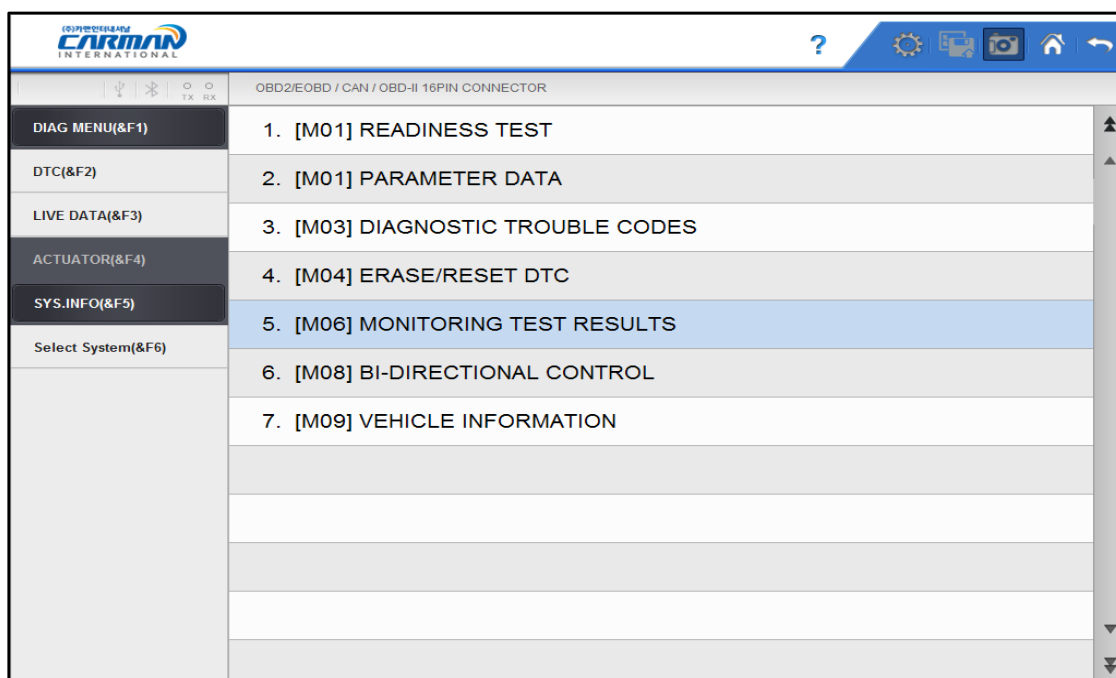 (주)카맨인터내셔날
CARMAN
INTERNATIONAL
?
TX RX
OBD2/EOBD / CAN / OBD-II 16PIN CONNECTOR
DIAG MENU(&F1)
DTC(&F2)
LIVE DATA(&F3)
ACTUATOR(&F4)
SYS.INFO(&F5)
Select System(&F6)
1. [M01] READINESS TEST
2. [M01] PARAMETER DATA
3. [M03] DIAGNOSTIC TROUBLE CODES
4. [M04] ERASE/RESET DTC
5. [M06] MONITORING TEST RESULTS
6. [M08] BI-DIRECTIONAL CONTROL
7. [M09] VEHICLE INFORMATION